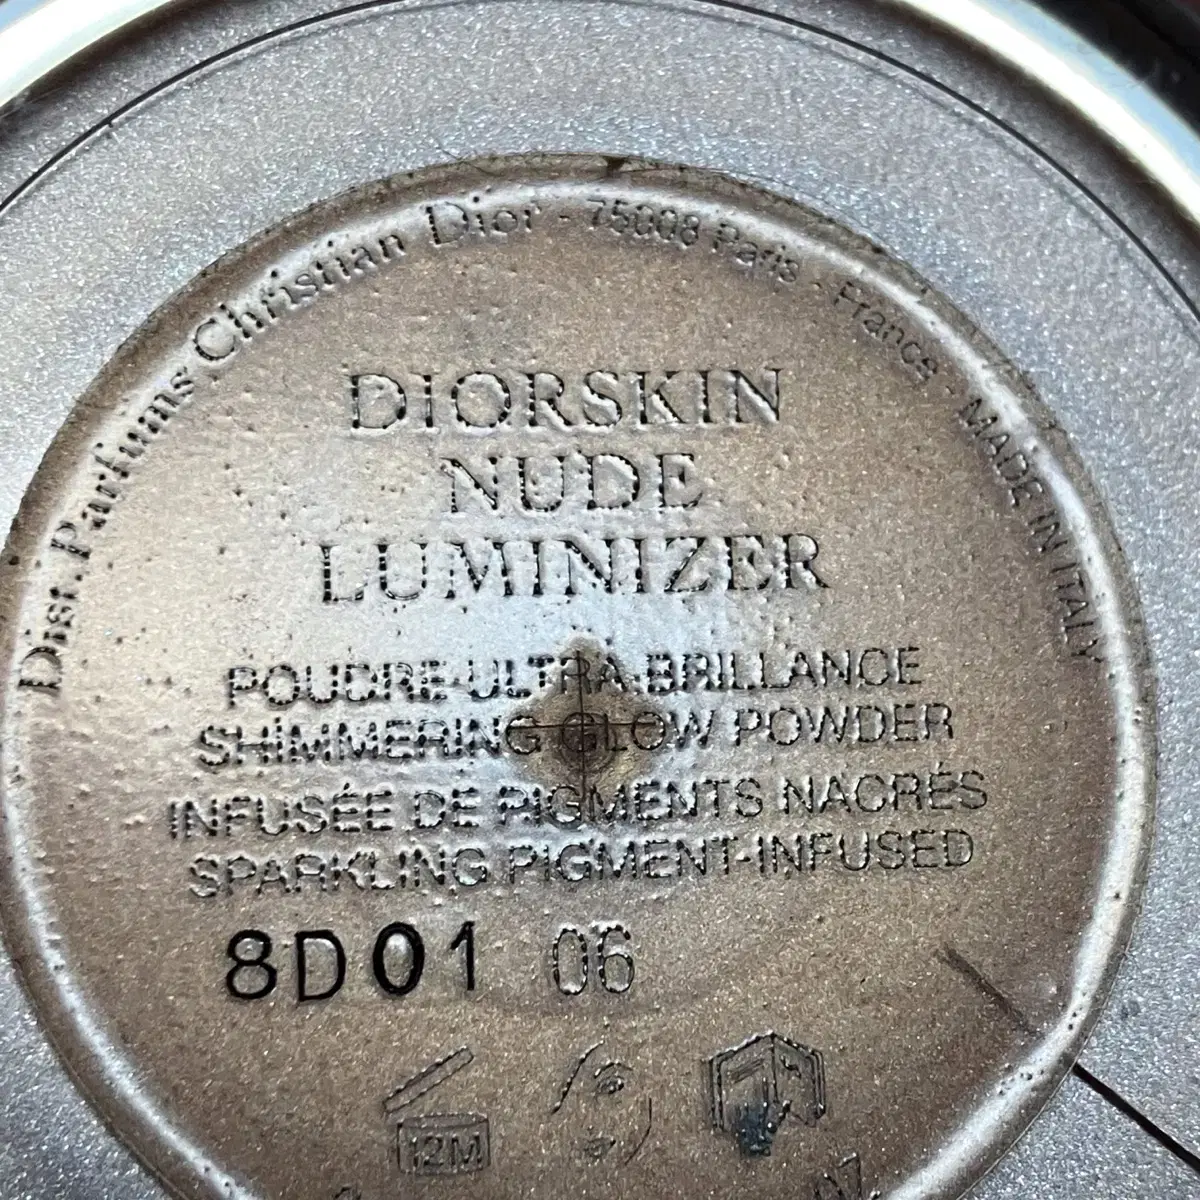 Dist. Parfums Christian Dior - 75008 Paris - France - MADE IN ITALY
DIORSKIN
NUDE
LUMINIZER
POUDRE ULTRA-BRILLANCE
SHIMMERING GLOW POWDER
INFUSÉE DE PIGMENTS NACRÉS
SPARKLING PIGMENT-INFUSED
8D01 06
12M